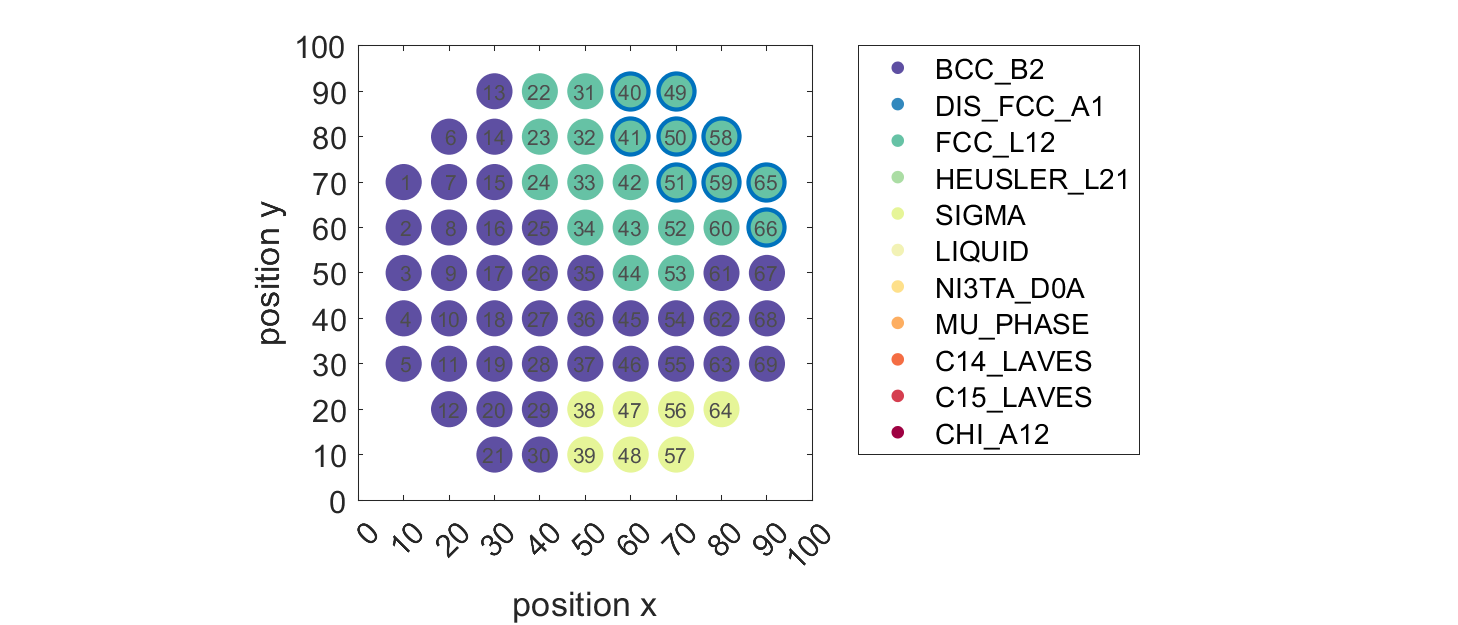 100
90
80
70
60
50
40
30
20
10
0
position y
13 22 31 40 49
6 14 23 32 41 50 58
1 7 15 24 33 42 51 59 65
2 8 16 25 34 43 52 60 66
3 9 17 26 35 44 53 61 67
4 10 18 27 36 45 54 62 68
5 11 19 28 37 46 55 63 69
12 20 29 38 47 56 64
21 30 39 48 57
0 10 20 30 40 50 60 70 80 90 100
position x
BCC_B2
DIS_FCC_A1
FCC_L12
HEUSLER_L21
SIGMA
LIQUID
NI3TA_D0A
MU_PHASE
C14_LAVES
C15_LAVES
CHI_A12